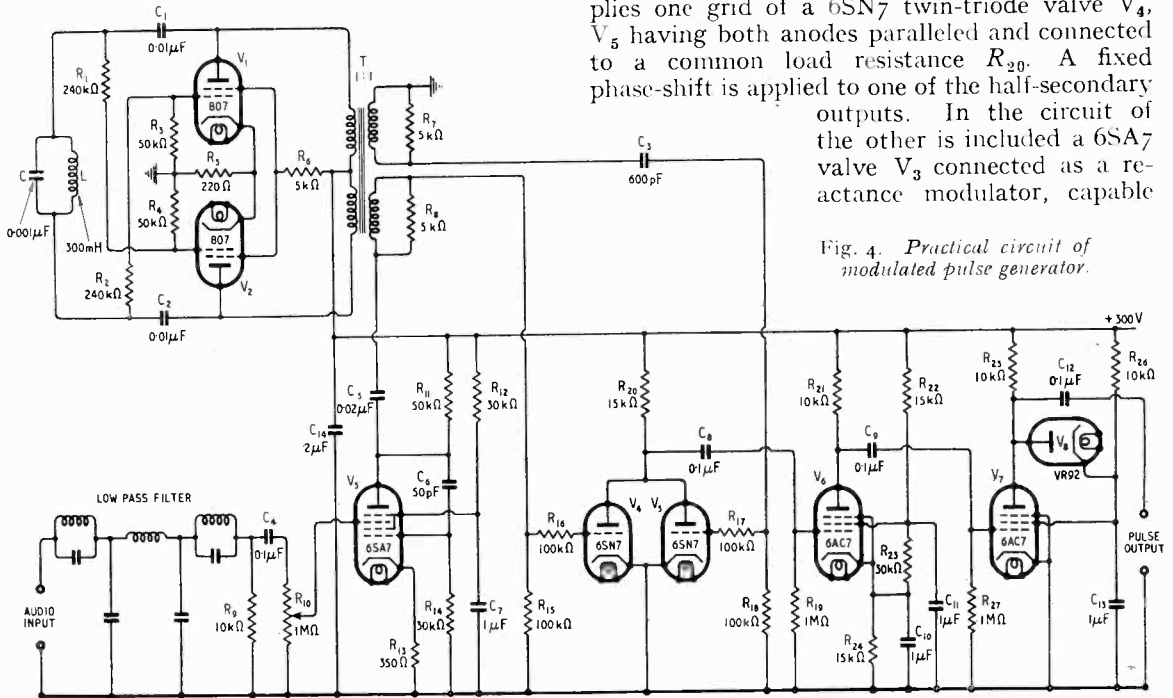 plies one grid of a 6SN7 twin-triode valve V₄,
V₅ having both anodes paralleled and connected
to a common load resistance R₂₀. A fixed
phase-shift is applied to one of the half-secondary
outputs. In the circuit of
the other is included a 6SA7
valve V₃ connected as a re-
actance modulator, capable
Fig. 4. Practical circuit of
modulated pulse generator.
C₁
0·01μF
R₁
240kΩ
V₁
807
R₃
50kΩ
R₅
220Ω
R₆
5kΩ
R₄
50kΩ
C
L
0·001μF
300mH
R₂
240kΩ
807
V₂
C₂
0·01μF
T
1:1
R₇
5kΩ
R₈
5kΩ
C₃
600pF
+300V
C₅
0·02μF
R₁₁
50kΩ
R₁₂
30kΩ
C₁₄
2μF
C₆
50pF
V₃
6SA7
R₁₄
30kΩ
C₇
1μF
R₁₃
350Ω
LOW PASS FILTER
C₄
0·1μF
R₉
10kΩ
R₁₀
1MΩ
AUDIO
INPUT
R₂₀
15kΩ
C₈
0·1μF
R₁₆
100kΩ
V₄
6SN7
V₅
6SN7
R₁₇
100kΩ
R₁₅
100kΩ
R₁₈
100kΩ
R₁₉
1MΩ
R₂₁
10kΩ
R₂₂
15kΩ
C₉
0·1μF
V₆
6AC7
R₂₃
30kΩ
R₂₄
15kΩ
C₁₀
1μF
C₁₁
1μF
R₂₇
1MΩ
R₂₅
10kΩ
C₁₂
0·1μF
R₂₆
10kΩ
V₈
VR92
V₇
6AC7
C₁₃
1μF
PULSE
OUTPUT